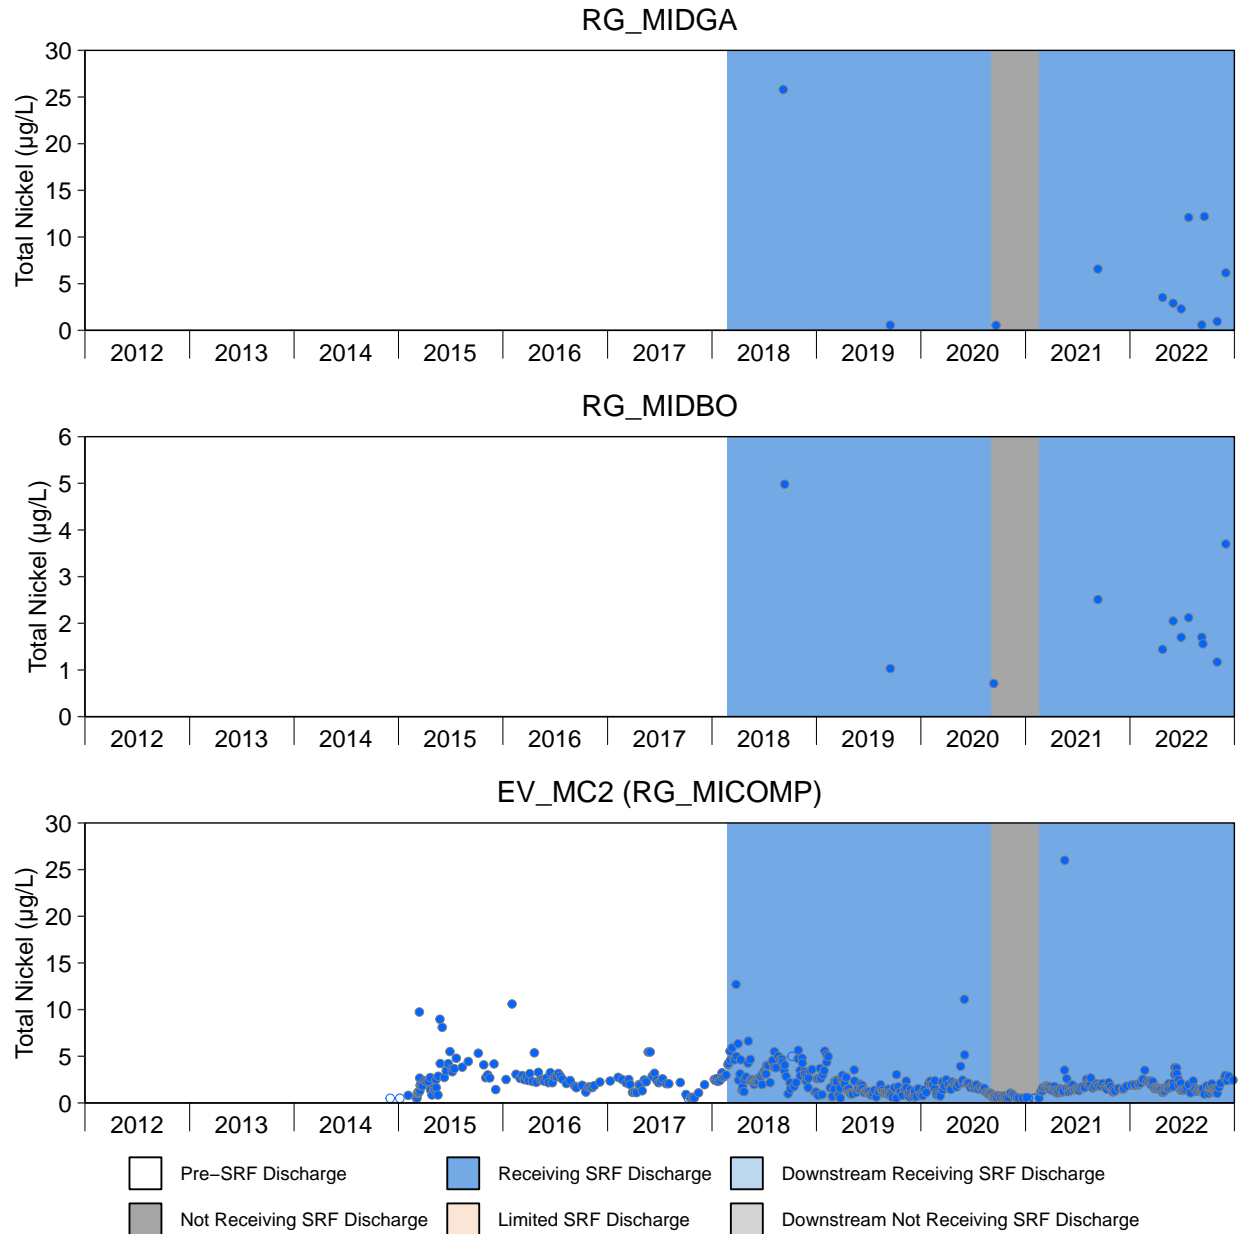 RG_MIDGA
Total Nickel (µg/L)
30
25
20
15
10
5
0
2012 2013 2014 2015 2016 2017 2018 2019 2020 2021 2022
RG_MIDBO
Total Nickel (µg/L)
6
5
4
3
2
1
0
2012 2013 2014 2015 2016 2017 2018 2019 2020 2021 2022
EV_MC2 (RG_MICOMP)
Total Nickel (µg/L)
30
25
20
15
10
5
0
2012 2013 2014 2015 2016 2017 2018 2019 2020 2021 2022
Pre−SRF Discharge Receiving SRF Discharge Downstream Receiving SRF Discharge
Not Receiving SRF Discharge Limited SRF Discharge Downstream Not Receiving SRF Discharge